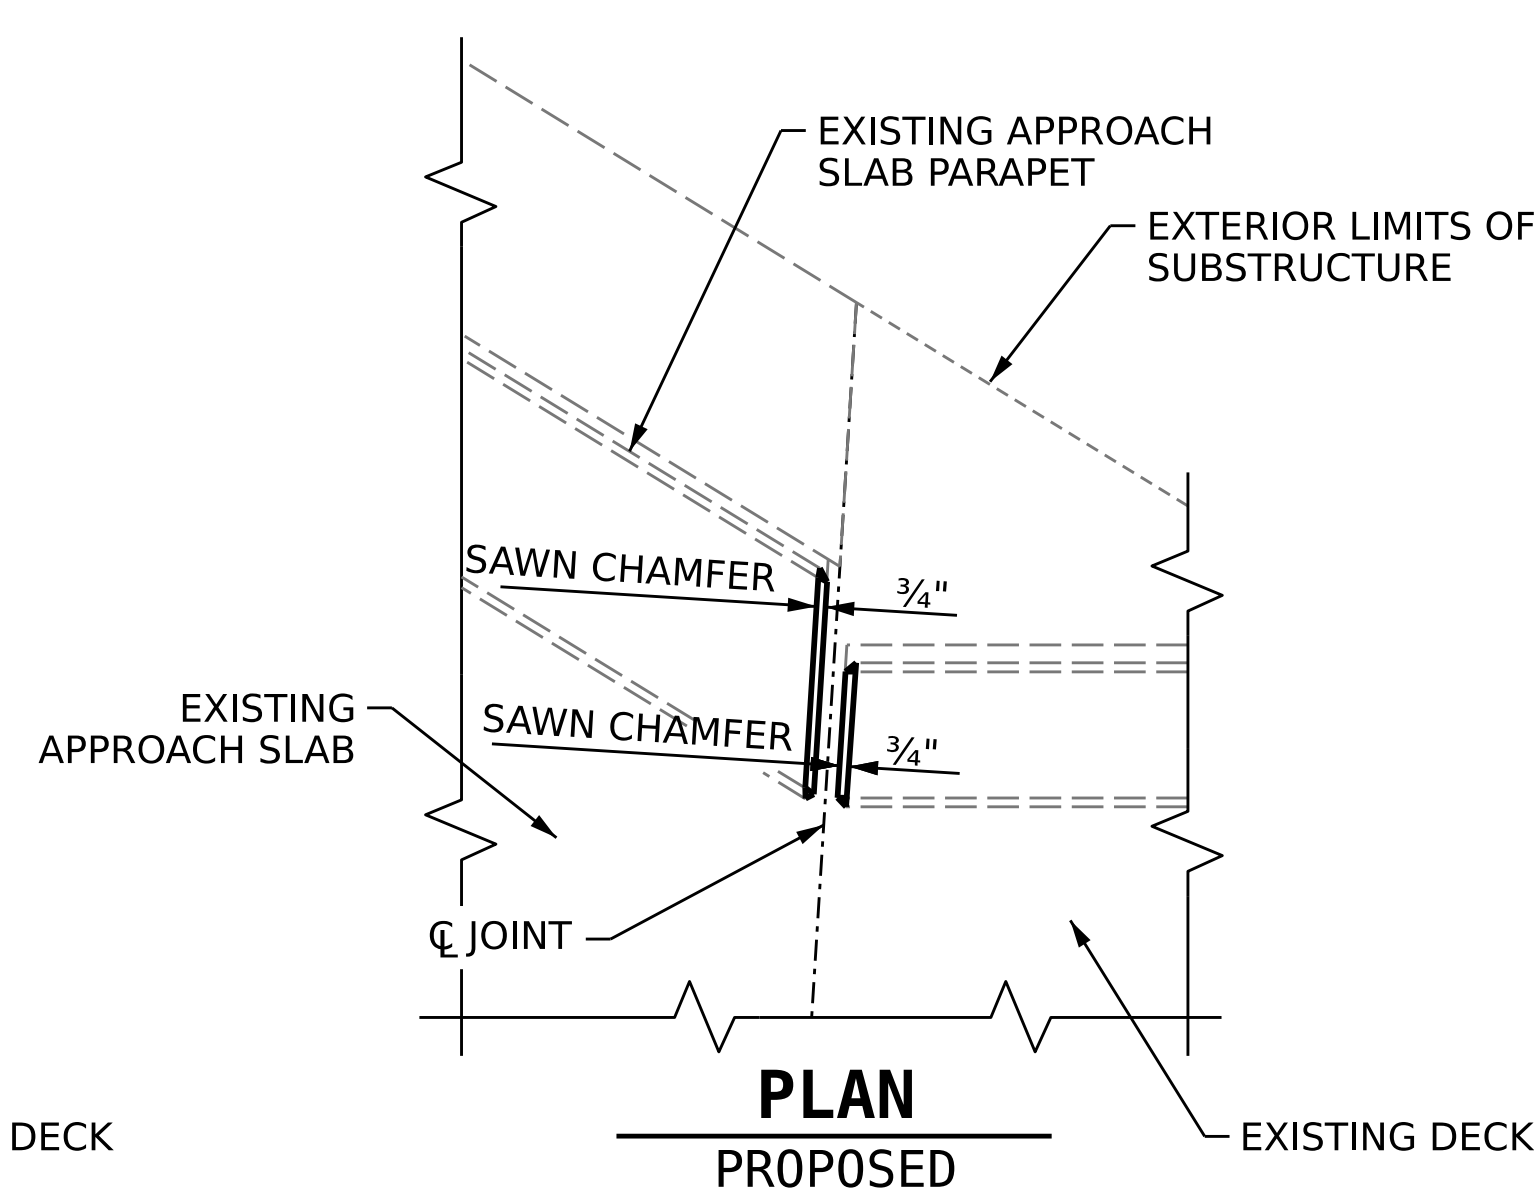 EXISTING APPROACH
SLAB PARAPET
EXTERIOR LIMITS OF
SUBSTRUCTURE
SAWN CHAMFER
¾"
EXISTING
APPROACH SLAB
SAWN CHAMFER
¾"
℄ JOINT
PLAN
PROPOSED
DECK
EXISTING DECK